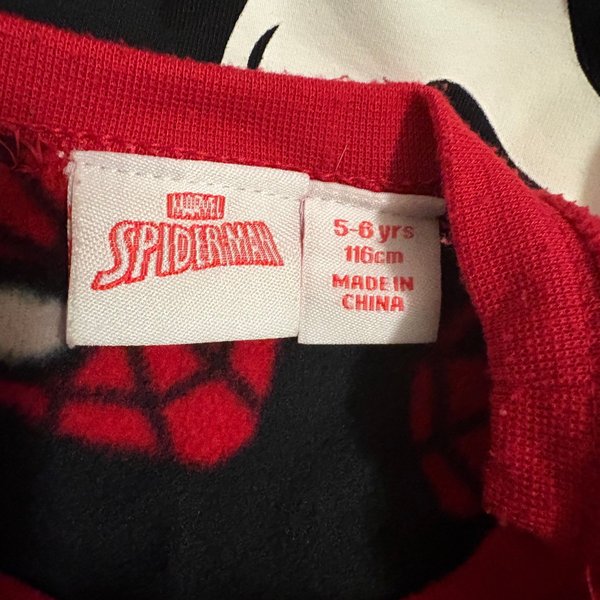 MARVEL
SPIDERMAN
5-6 yrs
116cm
MADE IN
CHINA